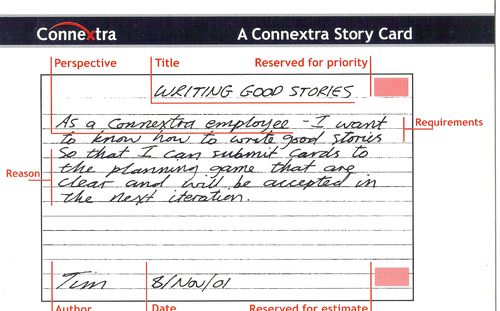 Connextra A Connextra Story Card
Perspective Title Reserved for priority
WRITING GOOD STORIES
As a Connextra employee - I want
to know how to write good stories
Requirements
So that I can submit cards to
the planning game that are
Reason
clear and will be accepted in
the next iteration.
Tim 8/Nov/01
Author Date Reserved for estimate